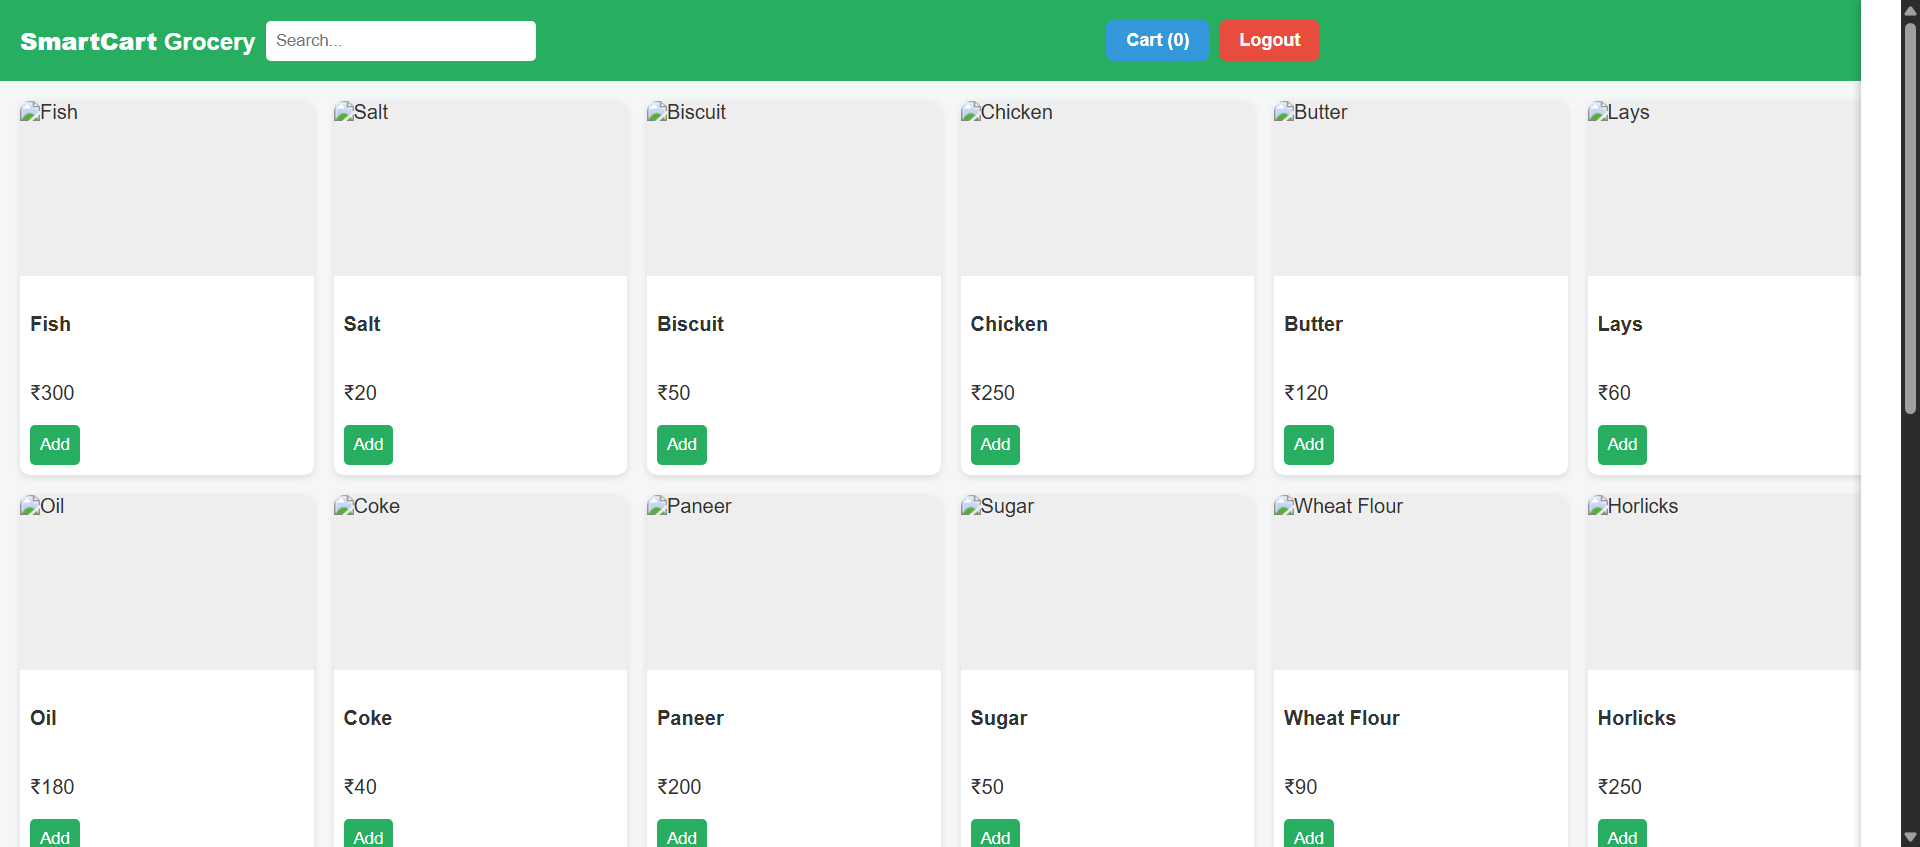 SmartCart Grocery
Search...
Cart (0)
Logout
Fish
Salt
Biscuit
Chicken
Butter
Lays
Fish
Salt
Biscuit
Chicken
Butter
Lays
₹300
₹20
₹50
₹250
₹120
₹60
Add
Add
Add
Add
Add
Add
Oil
Coke
Paneer
Sugar
Wheat Flour
Horlicks
Oil
Coke
Paneer
Sugar
Wheat Flour
Horlicks
₹180
₹40
₹200
₹50
₹90
₹250
Add
Add
Add
Add
Add
Add